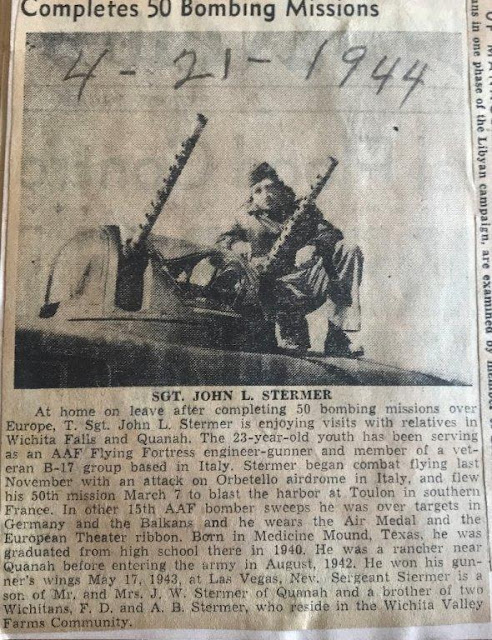 Completes 50 Bombing Missions
4-21-1944
SGT. JOHN L. STERMER
At home on leave after completing 50 bombing missions over
Europe, T. Sgt. John L. Stermer is enjoying visits with relatives in
Wichita Falls and Quanah. The 23-year-old youth has been serving
as an AAF Flying Fortress engineer-gunner and member of a vet-
eran B-17 group based in Italy. Stermer began combat flying last
November with an attack on Orbetello airdrome in Italy, and flew
his 50th mission March 7 to blast the harbor at Toulon in southern
France. In other 15th AAF bomber sweeps he was over targets in
Germany and the Balkans and he wears the Air Medal and the
European Theater ribbon. Born in Medicine Mound, Texas, he was
graduated from high school there in 1940. He was a rancher near
Quanah before entering the army in August, 1942. He won his gun-
ner's wings May 17, 1943, at Las Vegas, Nev. Sergeant Stermer is a
son of Mr. and Mrs. J. W. Stermer of Quanah and a brother of two
Wichitans, F. D. and A. B. Stermer, who reside in the Wichita Valley
Farms Community.
in one phase of the Libyan campaign, are examined by